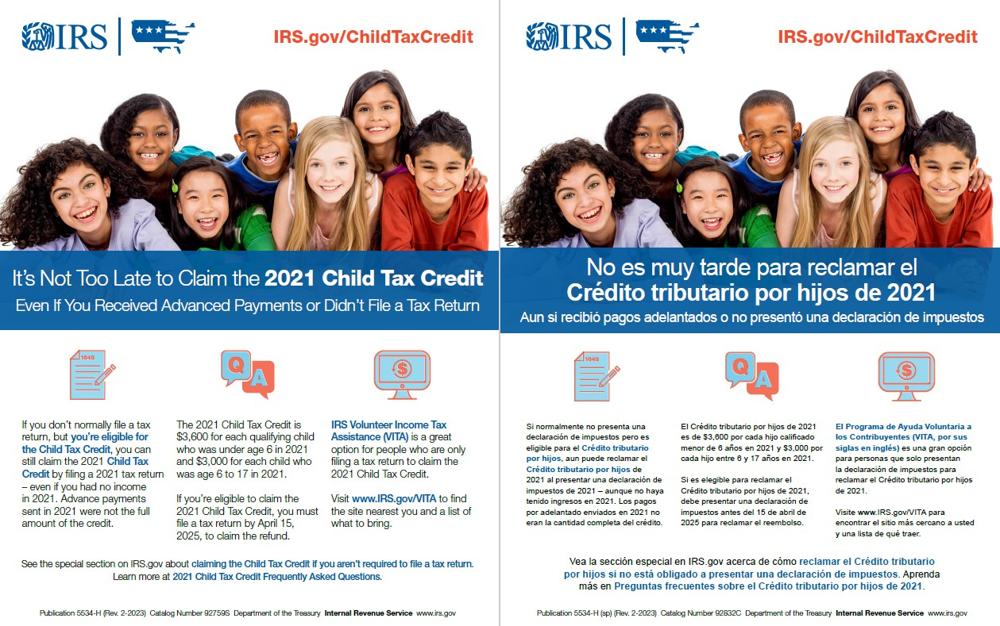 IRS
IRS.gov/ChildTaxCredit
It's Not Too Late to Claim the 2021 Child Tax Credit
Even If You Received Advanced Payments or Didn't File a Tax Return
1040
If you don't normally file a tax
return, but you're eligible for
the Child Tax Credit, you can
still claim the 2021 Child Tax
Credit by filing a 2021 tax return
– even if you had no income
in 2021. Advance payments
sent in 2021 were not the full
amount of the credit.
Q A
The 2021 Child Tax Credit is
$3,600 for each qualifying child
who was under age 6 in 2021
and $3,000 for each child who
was age 6 to 17 in 2021.
If you're eligible to claim the
2021 Child Tax Credit, you must
file a tax return by April 15,
2025, to claim the refund.
$
IRS Volunteer Income Tax
Assistance (VITA) is a great
option for people who are only
filing a tax return to claim the
2021 Child Tax Credit.
Visit www.IRS.gov/VITA to find
the site nearest you and a list of
what to bring.
See the special section on IRS.gov about claiming the Child Tax Credit if you aren't required to file a tax return.
Learn more at 2021 Child Tax Credit Frequently Asked Questions.
Publication 5534-H (Rev. 2-2023) Catalog Number 92759S Department of the Treasury Internal Revenue Service www.irs.gov
IRS
IRS.gov/ChildTaxCredit
No es muy tarde para reclamar el
Crédito tributario por hijos de 2021
Aun si recibió pagos adelantados o no presentó una declaración de impuestos
1040
Si normalmente no presenta una
declaración de impuestos pero es
eligible para el Crédito tributario
por hijos, aun puede reclamar el
Crédito tributario por hijos de
2021 al presentar una declaración de
impuestos de 2021 – aunque no haya
tenido ingresos en 2021. Los pagos
por adelantado enviados en 2021 no
eran la cantidad completa del crédito.
Q A
El Crédito tributario por hijos de 2021
es de $3,600 por cada hijo calificado
menor de 6 años en 2021 y $3,000 por
cada hijo entre 6 y 17 años en 2021.
Si es elegible para reclamar el
Crédito tributario por hijos de 2021,
debe presentar una declaración de
impuestos antes del 15 de abril de
2025 para reclamar el reembolso.
$
El Programa de Ayuda Voluntaria a
los Contribuyentes (VITA, por sus
siglas en inglés) es una gran opción
para personas que solo presentan
la declaración de impuestos para
reclamar el Crédito tributario por hijos
de 2021.
Visite www.IRS.gov/VITA para
encontrar el sitio más cercano a usted
y una lista de qué traer.
Vea la sección especial en IRS.gov acerca de cómo reclamar el Crédito tributario
por hijos si no está obligado a presentar una declaración de impuestos. Aprenda
más en Preguntas frecuentes sobre el Crédito tributario por hijos de 2021.
Publication 5534-H (sp) (Rev. 2-2023) Catalog Number 92832C Department of the Treasury Internal Revenue Service www.irs.gov